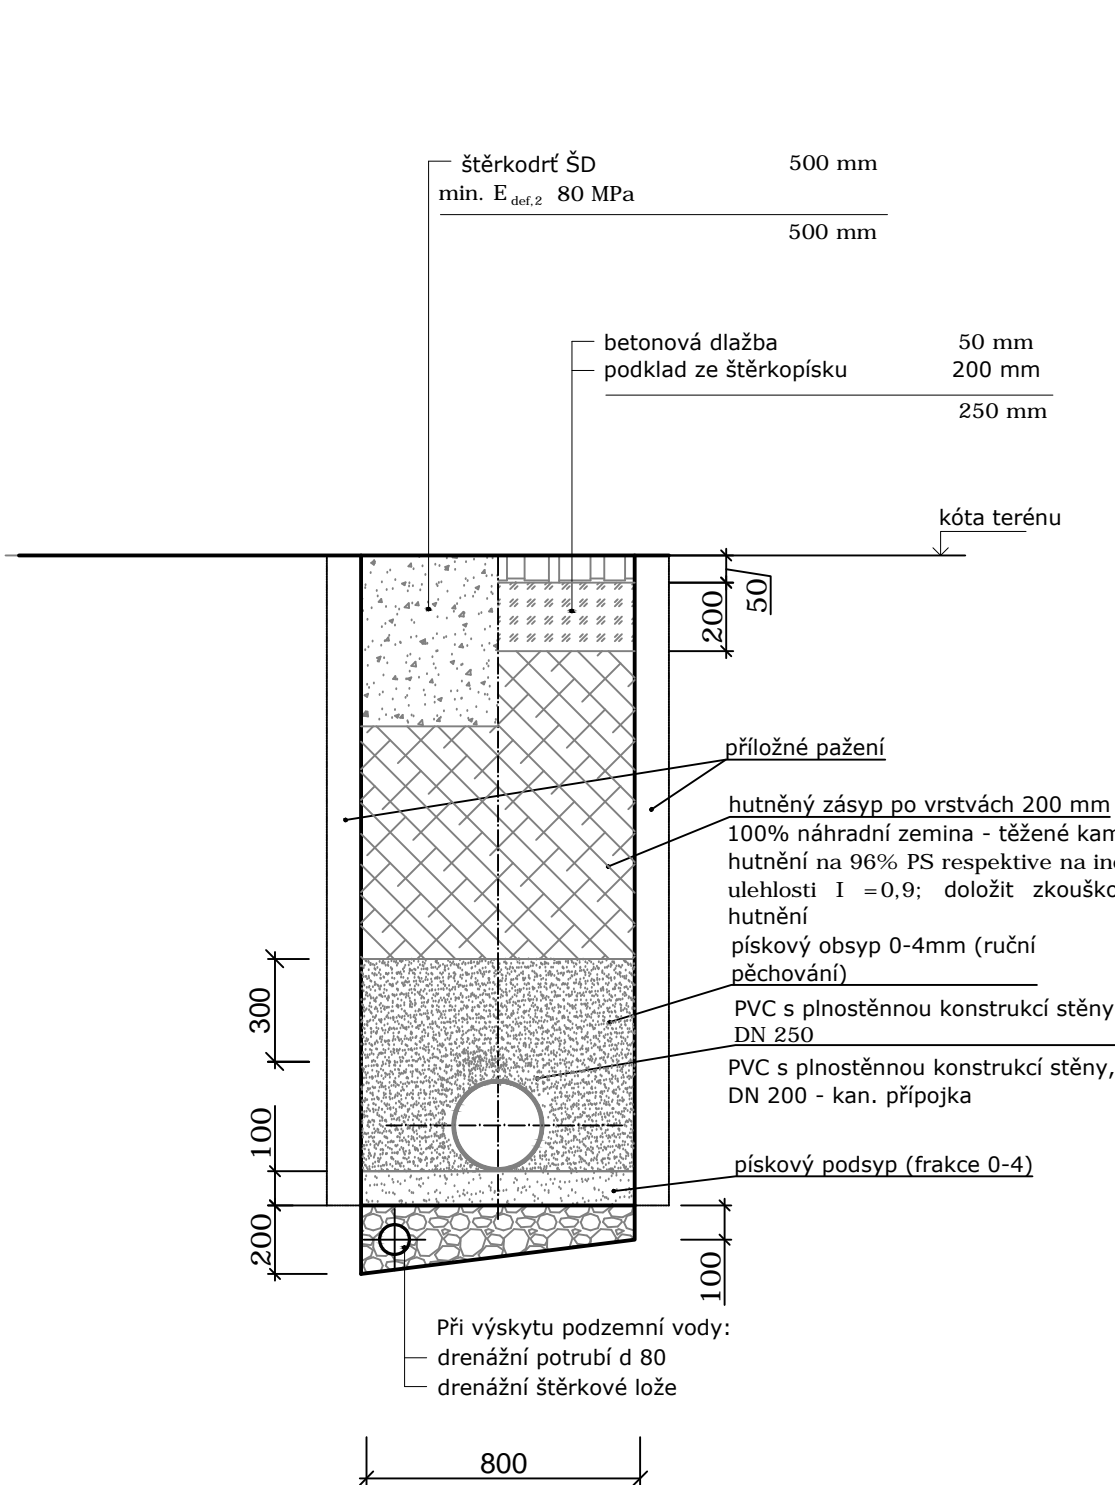 štěrkodrť ŠD 500 mm
min. E def,2 80 MPa
500 mm
betonová dlažba 50 mm
podklad ze štěrkopísku 200 mm
250 mm
kóta terénu
50
200
příložné pažení
hutněný zásyp po vrstvách 200 mm
100% náhradní zemina - těžené kam
hutnění na 96% PS respektive na in
ulehlosti I =0,9; doložit zkouško
hutnění
pískový obsyp 0-4mm (ruční
pěchování)
300
PVC s plnostěnnou konstrukcí stěny
DN 250
PVC s plnostěnnou konstrukcí stěny,
DN 200 - kan. přípojka
100
pískový podsyp (frakce 0-4)
200
100
Při výskytu podzemní vody:
drenážní potrubí d 80
drenážní štěrkové lože
800